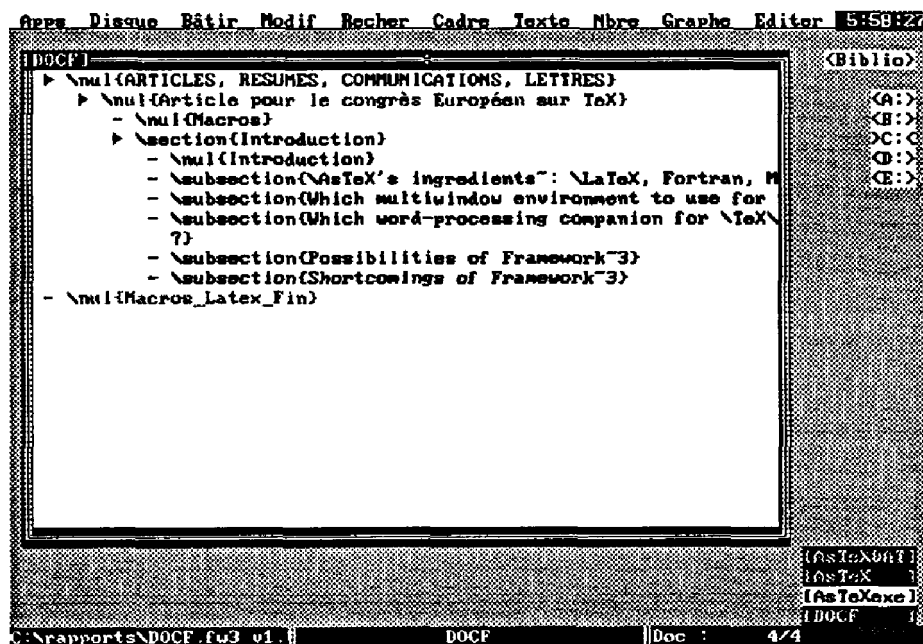 Apps Disque Bâtir Modif Recher Cadre Texte Nbre Graphe Editer 5:58:27
[DOCF]
<Biblio>
► \nul{ARTICLES, RESUMES, COMMUNICATIONS, LETTRES}
► \nul{Article pour le congrès Européen sur TeX}
- \nul{Macros}
► \section{Introduction}
- \nul{Introduction}
- \subsection{\AsTeX's ingredients~: \LaTeX, Fortran, M
- \subsection{Which multiwindow environment to use for
- \subsection{Which word-processing companion for \TeX\
?}
- \subsection{Possibilities of Framework~3}
- \subsection{Shortcomings of Framework~3}
- \nul{Macros_Latex_Fin}
<A:>
<B:>
>C:<
<D:>
<E:>
[AsTeXDAT]
[AsTeX ]
[AsTeXexe]
[DOCF ]
C:\rapports\DOCF.fw3 v1.[ DOCF [Doc : 4/4